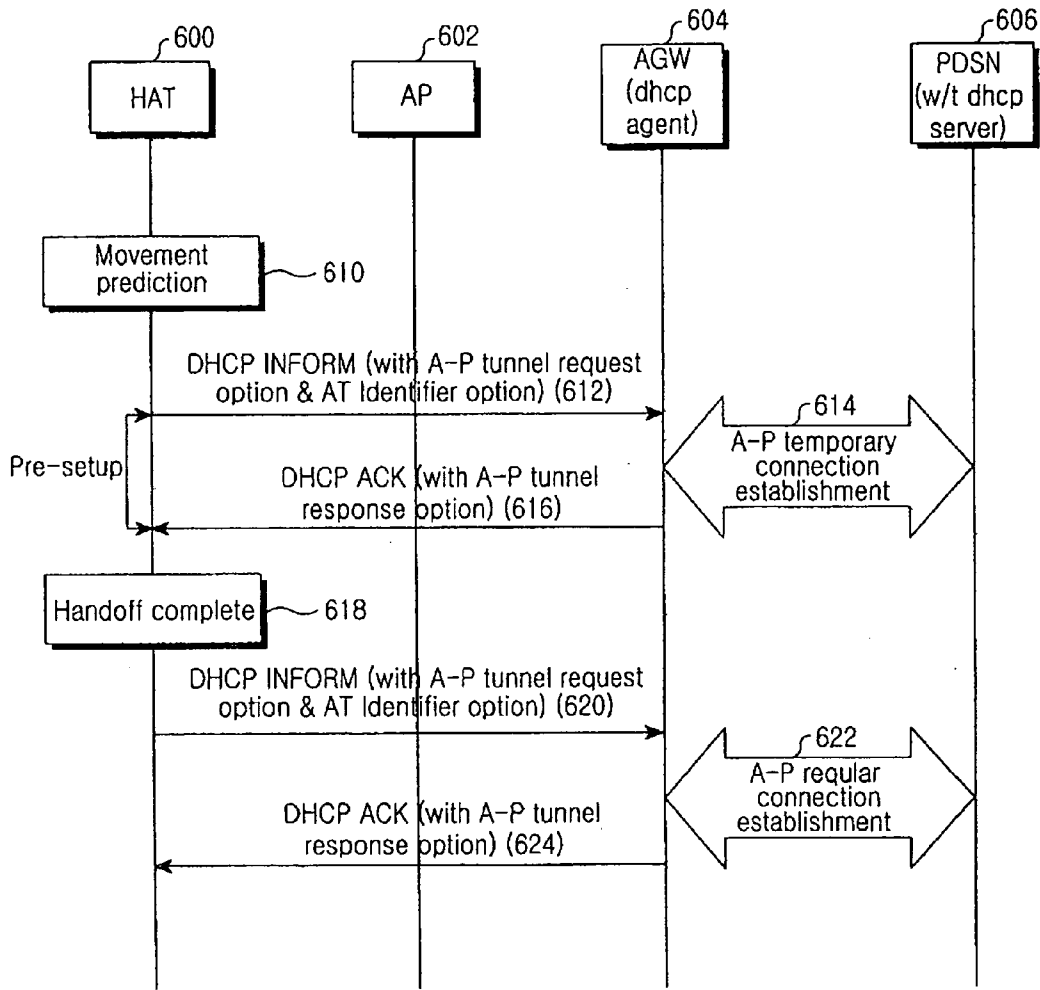 600
602
604
606
HAT
AP
AGW
(dhcp
agent)
PDSN
(w/t dhcp
server)
Movement
prediction
610
DHCP INFORM (with A-P tunnel request
option & AT Identifier option) (612)
614
A-P temporary
connection
establishment
Pre-setup
DHCP ACK (with A-P tunnel
response option) (616)
Handoff complete
618
DHCP INFORM (with A-P tunnel request
option & AT Identifier option) (620)
622
A-P reqular
connection
establishment
DHCP ACK (with A-P tunnel
response option) (624)